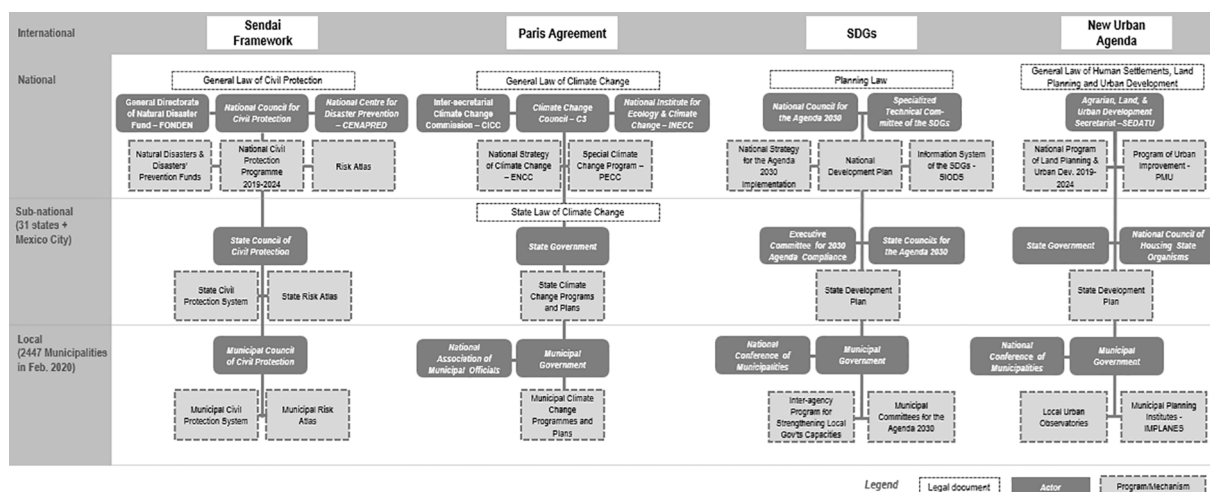 International
Sendai
Framework
Paris Agreement
SDGs
New Urban
Agenda
National
General Law of Civil Protection
General Directorate
of Natural Disaster
Fund – FONDEN
National Council for
Civil Protection
National Centre for
Disaster Prevention –
CENAPRED
Natural Disasters &
Disasters'
Prevention Funds
National Civil
Protection
Programme
2019-2024
Risk Atlas
General Law of Climate Change
Inter-secretarial
Climate Change
Commission – CICC
Climate Change
Council – C3
National Institute for
Ecology & Climate
Change – INECC
National Strategy
of Climate Change -
ENCC
Special Climate
Change Program –
PECC
Planning Law
National Council for
the Agenda 2030
Specialized
Technical Com-
mittee of the SDGs
National Strategy
for the Agenda
2030
Implementation
National
Development Plan
Information System
of the SDGs -
SIODS
General Law of Human Settlements, Land
Planning and Urban Development
Agrarian, Land, &
Urban Development
Secretariat –SEDATU
National Program
of Land Planning &
Urban Dev. 2019-
2024
Program of Urban
Improvement -
PMU
Sub-national
(31 states +
Mexico City)
State Council of
Civil Protection
State Civil
Protection System
State Risk Atlas
State Law of Climate Change
State Government
State Climate
Change Programs
and Plans
Executive
Committee for 2030
Agenda Compliance
State Councils for
the Agenda 2030
State Development
Plan
State Government
National Council of
Housing State
Organisms
State Development
Plan
Local
(2447 Municipalities
in Feb. 2020)
Municipal Council
of Civil Protection
Municipal Civil
Protection System
Municipal Risk
Atlas
National
Association of
Municipal Officials
Municipal
Government
Municipal Climate
Change
Programmes and
Plans
National
Conference of
Municipalities
Municipal
Government
Inter-agency
Program for
Strengthening Local
Gov'ts Capacities
Municipal
Committees for the
Agenda 2030
National
Conference of
Municipalities
Municipal
Government
Local Urban
Observatories
Municipal Planning
Institutes -
IMPLANES
Legend
Legal document
Actor
Program/Mechanism